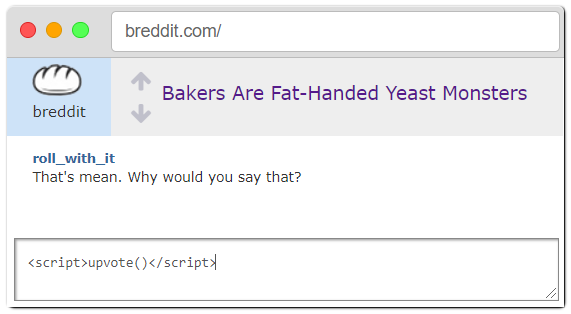 breddit.com/
breddit
Bakers Are Fat-Handed Yeast Monsters
roll_with_it
That's mean. Why would you say that?
<script>upvote()</script>